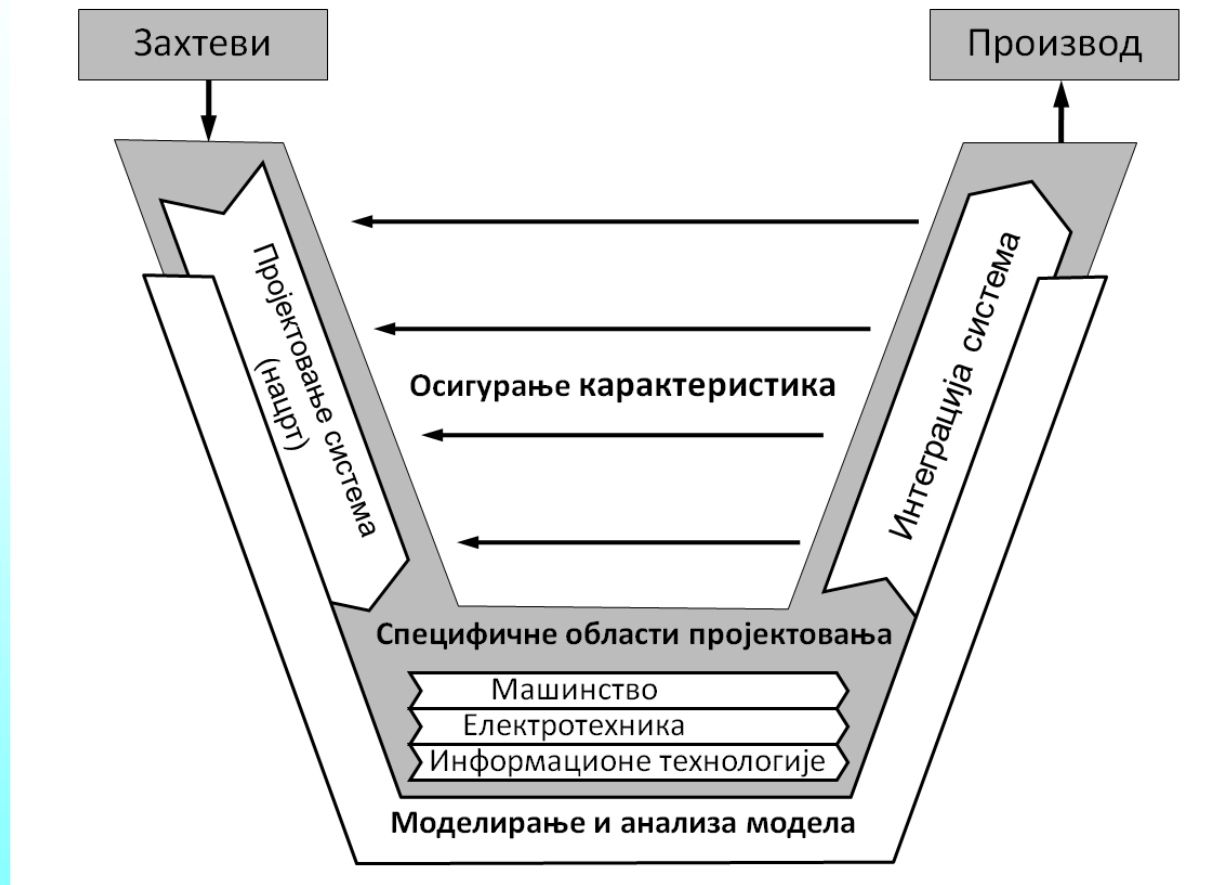 Захтеви
Производ
Пројектовање система
(нацрт)
Осигурање карактеристика
Интеграција система
Специфичне области пројектовања
Машинство
Електротехника
Информационе технологије
Моделирање и анализа модела